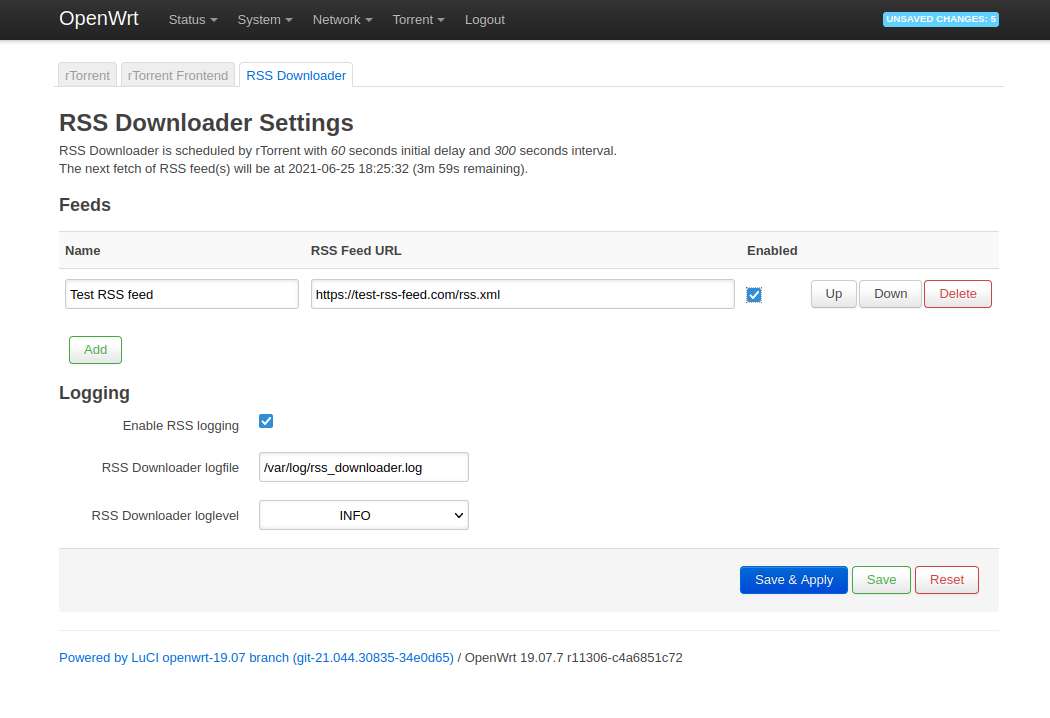 OpenWrt Status System Network Torrent Logout UNSAVED CHANGES: 5
rTorrent rTorrent Frontend RSS Downloader
RSS Downloader Settings
RSS Downloader is scheduled by rTorrent with 60 seconds initial delay and 300 seconds interval.
The next fetch of RSS feed(s) will be at 2021-06-25 18:25:32 (3m 59s remaining).
Feeds
Name RSS Feed URL Enabled
Test RSS feed https://test-rss-feed.com/rss.xml Up Down Delete
Add
Logging
Enable RSS logging
RSS Downloader logfile /var/log/rss_downloader.log
RSS Downloader loglevel INFO
Save & Apply Save Reset
Powered by LuCI openwrt-19.07 branch (git-21.044.30835-34e0d65) / OpenWrt 19.07.7 r11306-c4a6851c72